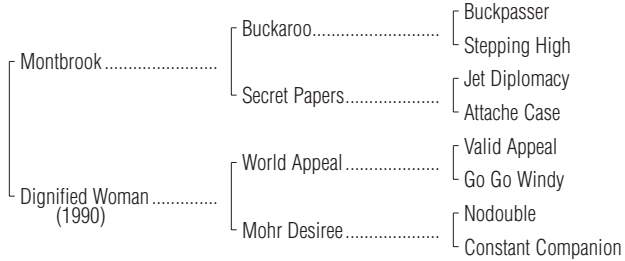 Buckpasser
Buckaroo
Stepping High
Montbrook
Jet Diplomacy
Secret Papers
Attache Case
Valid Appeal
World Appeal
Go Go Windy
Dignified Woman
(1990)
Nodouble
Mohr Desiree
Constant Companion